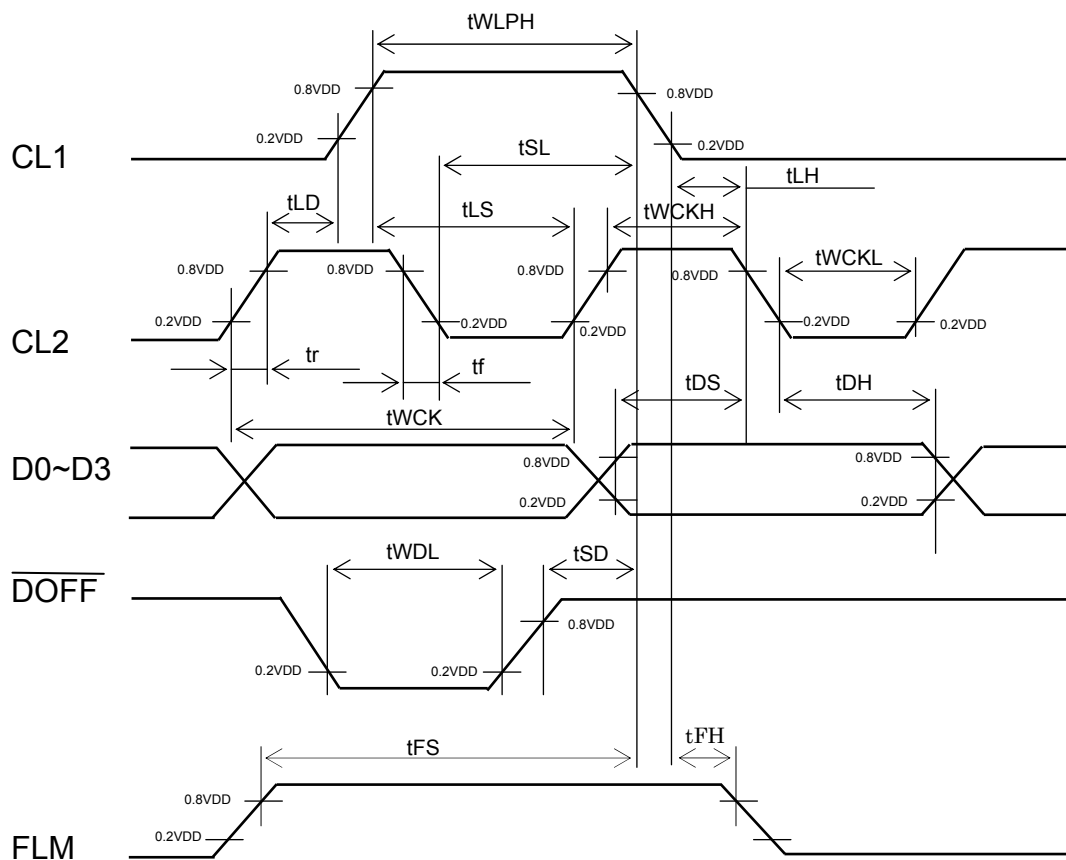 tWLPH
0.8VDD
0.8VDD
0.2VDD
0.2VDD
CL1
tSL
tLH
tLD
tLS
tWCKH
0.8VDD
0.8VDD
0.8VDD
0.8VDD
tWCKL
0.2VDD
0.2VDD
0.2VDD
0.2VDD
0.2VDD
CL2
tr
tf
tDS
tDH
tWCK
D0~D3
0.8VDD
0.8VDD
0.2VDD
0.2VDD
tWDL
tSD
DOFF
0.8VDD
0.2VDD
0.2VDD
tFS
tFH
0.8VDD
0.2VDD
FLM